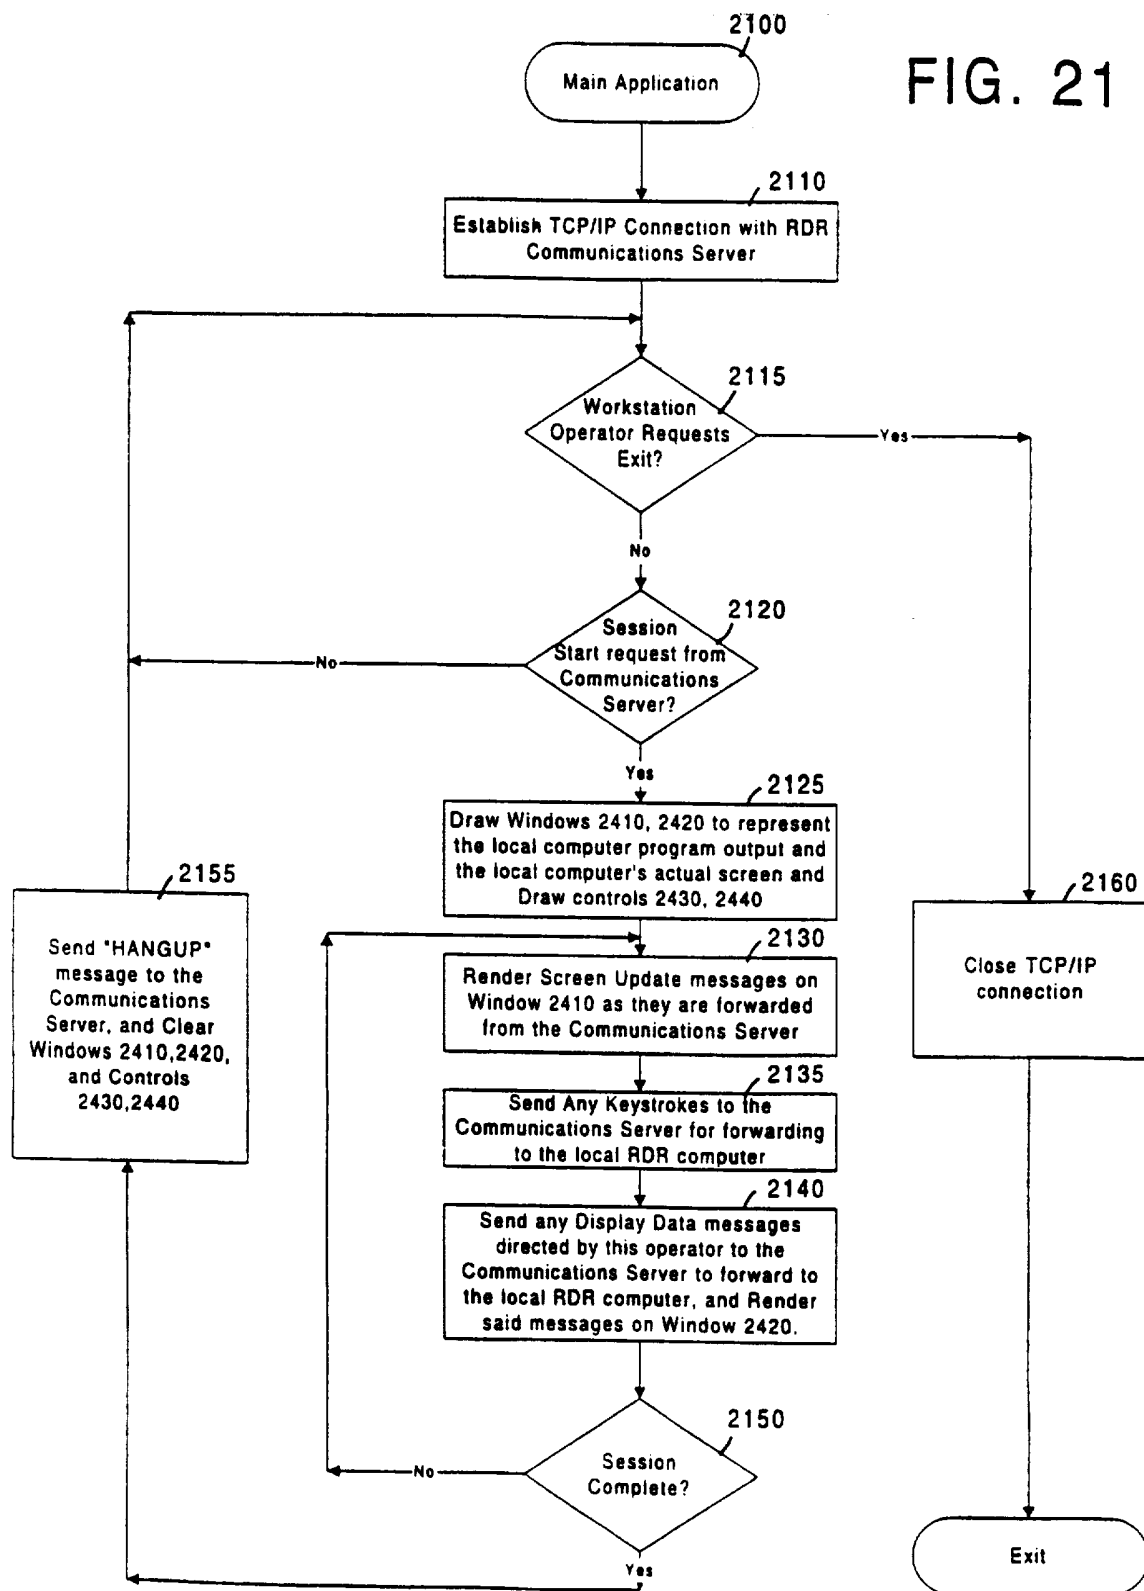 2100
FIG. 21
Main Application
2110
Establish TCP/IP Connection with RDR
Communications Server
2115
Workstation
Operator Requests
Exit?
Yes
No
2120
Session
Start request from
Communications
Server?
No
Yes
2125
Draw Windows 2410, 2420 to represent
the local computer program output and
the local computer's actual screen and
Draw controls 2430, 2440
2155
Send "HANGUP"
message to the
Communications
Server, and Clear
Windows 2410,2420,
and Controls
2430,2440
2160
Close TCP/IP
connection
2130
Render Screen Update messages on
Window 2410 as they are forwarded
from the Communications Server
2135
Send Any Keystrokes to the
Communications Server for forwarding
to the local RDR computer
2140
Send any Display Data messages
directed by this operator to the
Communications Server to forward to
the local RDR computer, and Render
said messages on Window 2420.
2150
Session
Complete?
No
Yes
Exit